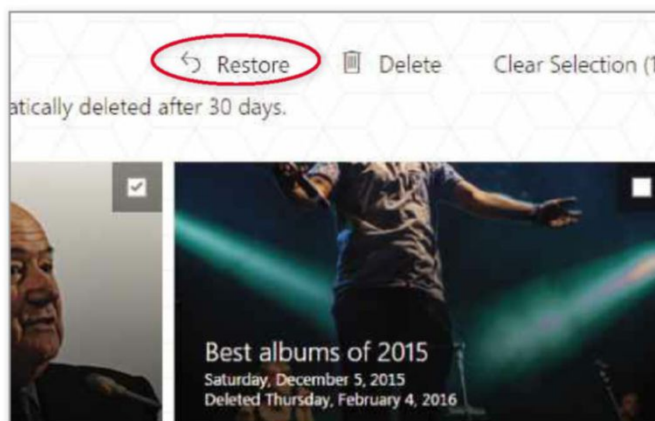 Restore Delete Clear Selection (1
atically deleted after 30 days.
Best albums of 2015
Saturday, December 5, 2015
Deleted Thursday, February 4, 2016